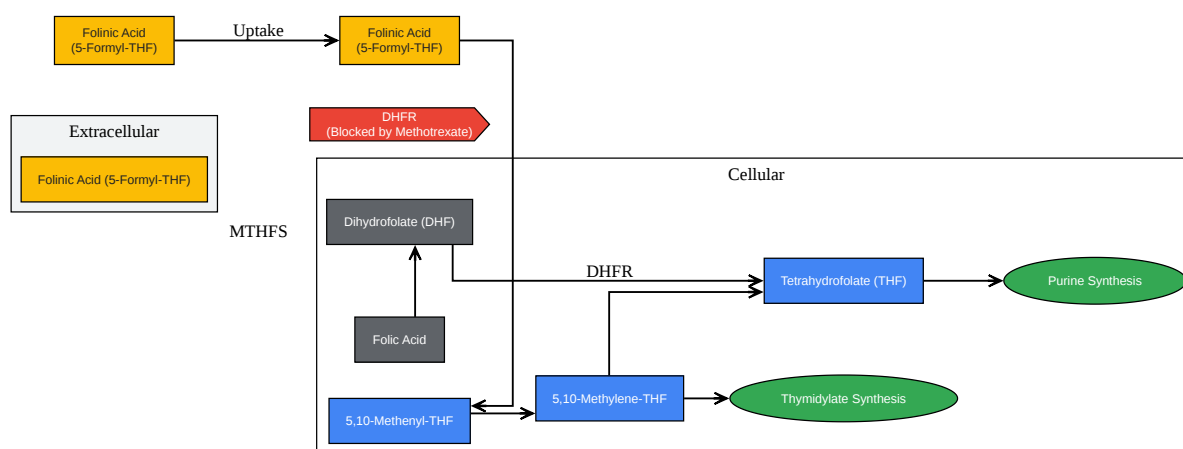 Folinic Acid
(5-Formyl-THF)
Uptake
Folinic Acid
(5-Formyl-THF)
DHFR
(Blocked by Methotrexate)
Extracellular
Folinic Acid (5-Formyl-THF)
Cellular
MTHFS
Dihydrofolate (DHF)
DHFR
Tetrahydrofolate (THF)
Purine Synthesis
Folic Acid
5,10-Methenyl-THF
5,10-Methylene-THF
Thymidylate Synthesis